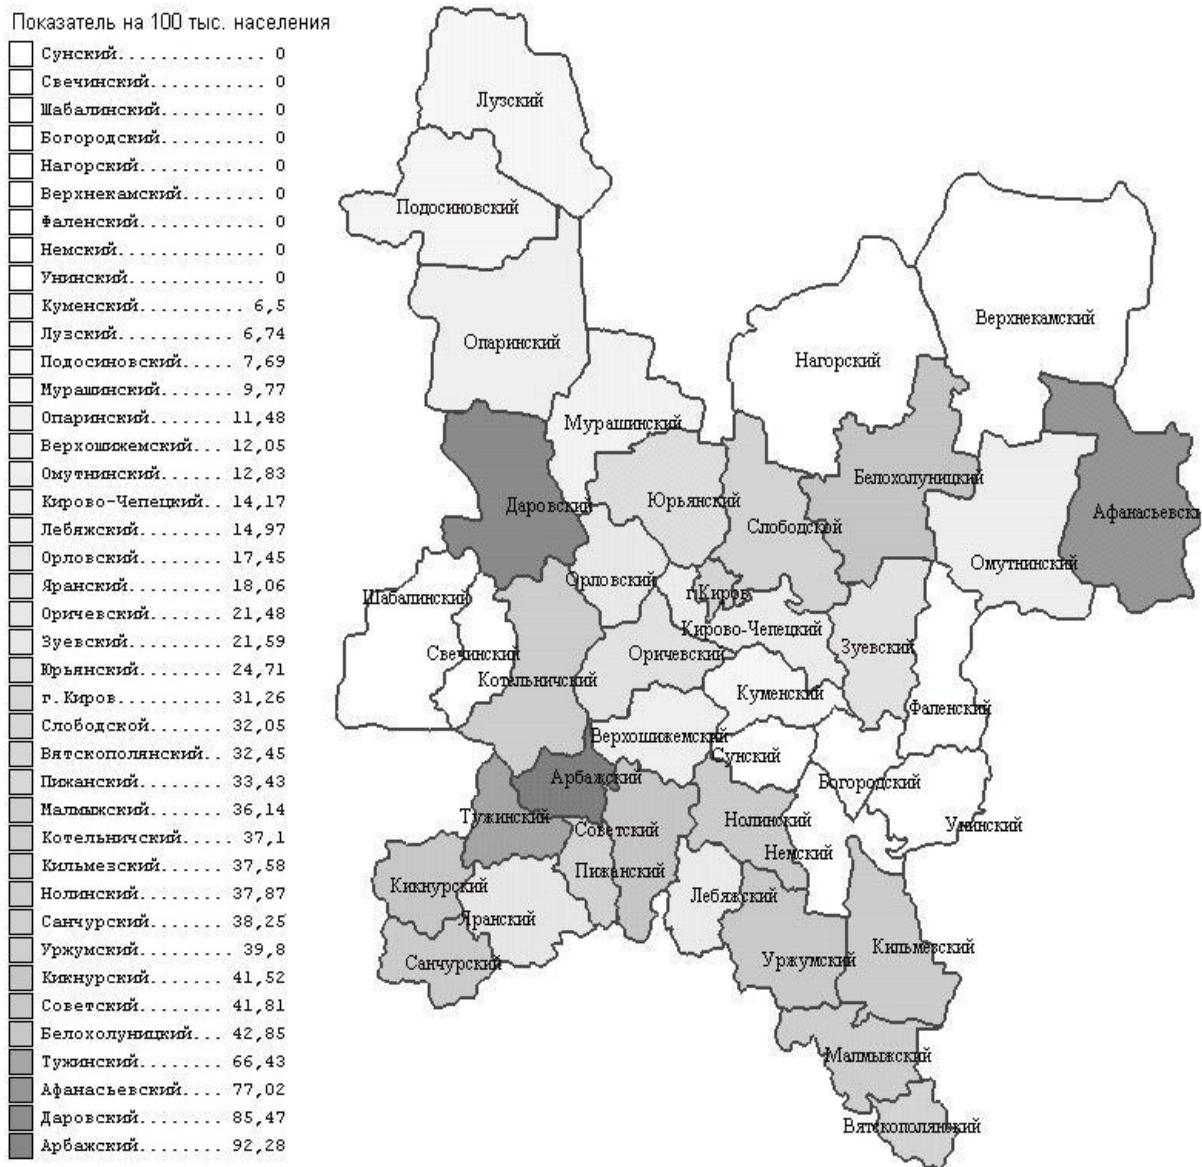 Показатель на 100 тыс. населения
Сунский.............. 0
Свечинский........... 0
Шабалинский.......... 0
Богородский.......... 0
Нагорский............ 0
Верхнекамский........ 0
Фаленский............ 0
Немский.............. 0
Унинский............. 0
Куменский.......... 6,5
Лузский........... 6,74
Подосиновский..... 7,69
Мурашинский....... 9,77
Опаринский....... 11,48
Верхошижемский... 12,05
Омутнинский...... 12,83
Кирово-Чепецкий.. 14,17
Лебяжский........ 14,97
Орловский........ 17,45
Яранский......... 18,06
Оричевский....... 21,48
Зуевский......... 21,59
Юрьянский........ 24,71
г.Киров.......... 31,26
Слободской....... 32,05
Вятскополянский.. 32,45
Пижанский........ 33,43
Малмыжский....... 36,14
Котельничский..... 37,1
Кильмезский...... 37,58
Нолинский........ 37,87
Санчурский....... 38,25
Уржумский......... 39,8
Кикнурский....... 41,52
Советский........ 41,81
Белохолуницкий... 42,85
Тужинский........ 66,43
Афанасьевский.... 77,02
Даровский........ 85,47
Арбажский........ 92,28
Лузский
Подосиновский
Опаринский
Верхнекамский
Нагорский
Мурашинский
Белохолуницкий
Юрьянский
Даровский
Афанасьевски
Слободской
Омутнинский
Орловский
г.Киров
Шабалинский
Кирово-Чепецкий
Зуевский
Свечинский
Оричевский
Котельничский
Куменский
Фаленский
Верхошижемский
Сунский
Арбажский
Богородский
Тужинский
Советский
Нолинский
Унинский
Немский
Пижанский
Кикнурский
Лебяжский
Яранский
Кильмезский
Санчурский
Уржумский
Малмыжский
Вятскополянский